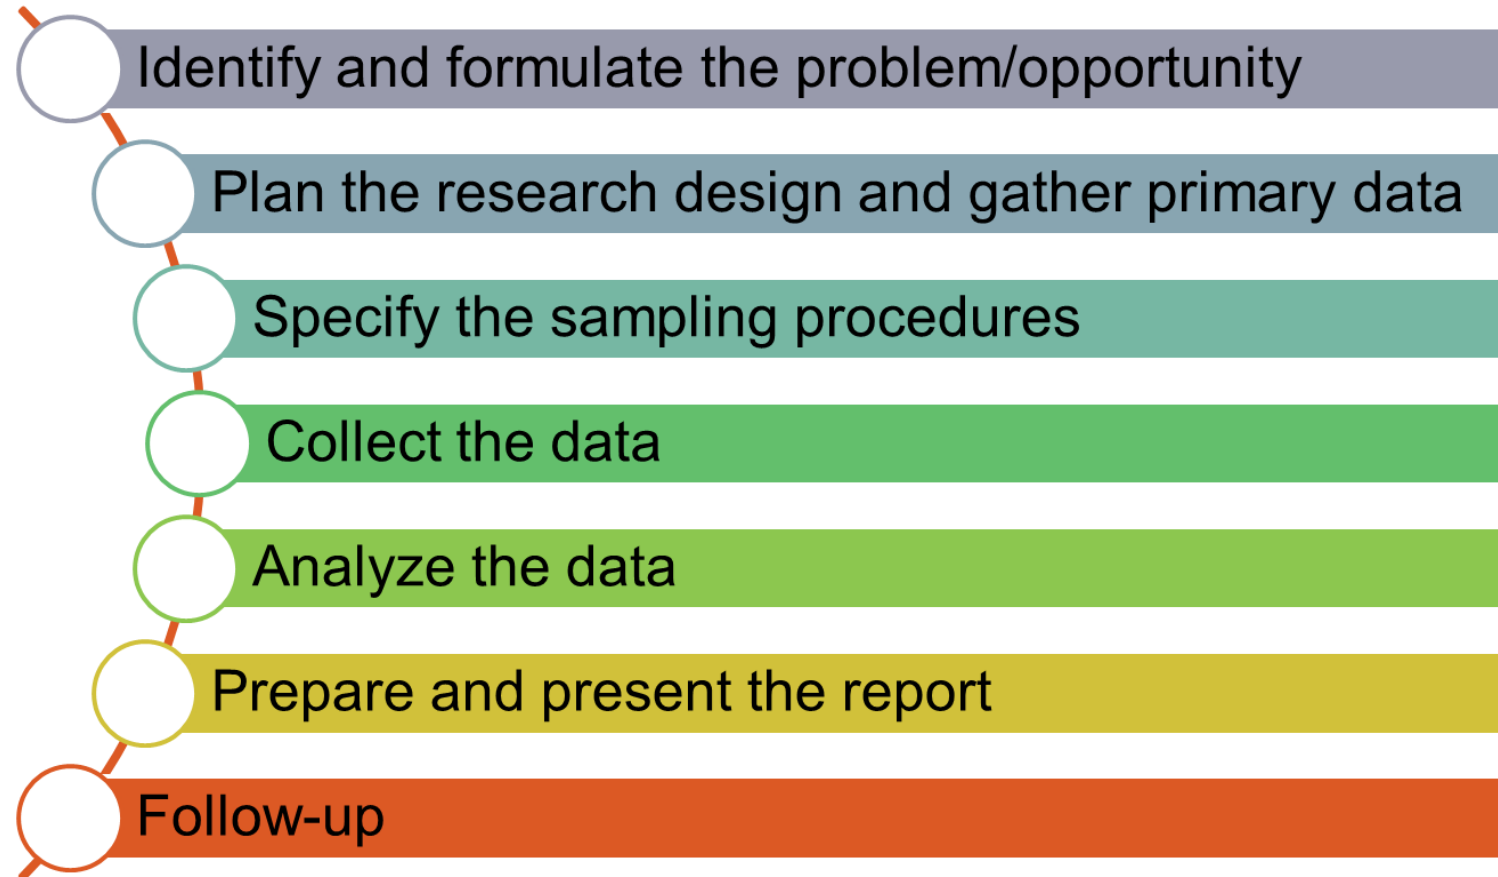 Identify and formulate the problem/opportunity
Plan the research design and gather primary data
Specify the sampling procedures
Collect the data
Analyze the data
Prepare and present the report
Follow-up